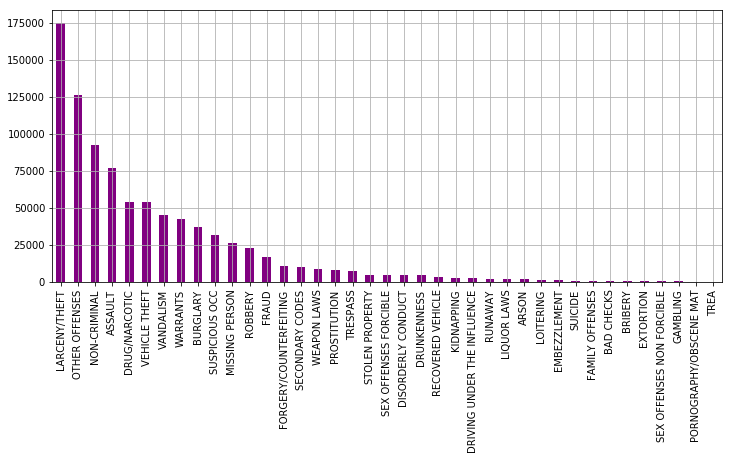 175000
150000
125000
100000
75000
50000
25000
0
LARCENY/THEFT
OTHER OFFENSES
NON-CRIMINAL
ASSAULT
DRUG/NARCOTIC
VEHICLE THEFT
VANDALISM
WARRANTS
BURGLARY
SUSPICIOUS OCC
MISSING PERSON
ROBBERY
FRAUD
FORGERY/COUNTERFEITING
SECONDARY CODES
WEAPON LAWS
PROSTITUTION
TRESPASS
STOLEN PROPERTY
SEX OFFENSES FORCIBLE
DISORDERLY CONDUCT
DRUNKENNESS
RECOVERED VEHICLE
KIDNAPPING
DRIVING UNDER THE INFLUENCE
RUNAWAY
LIQUOR LAWS
ARSON
LOITERING
EMBEZZLEMENT
SUICIDE
FAMILY OFFENSES
BAD CHECKS
BRIBERY
EXTORTION
SEX OFFENSES NON FORCIBLE
GAMBLING
PORNOGRAPHY/OBSCENE MAT
TREA